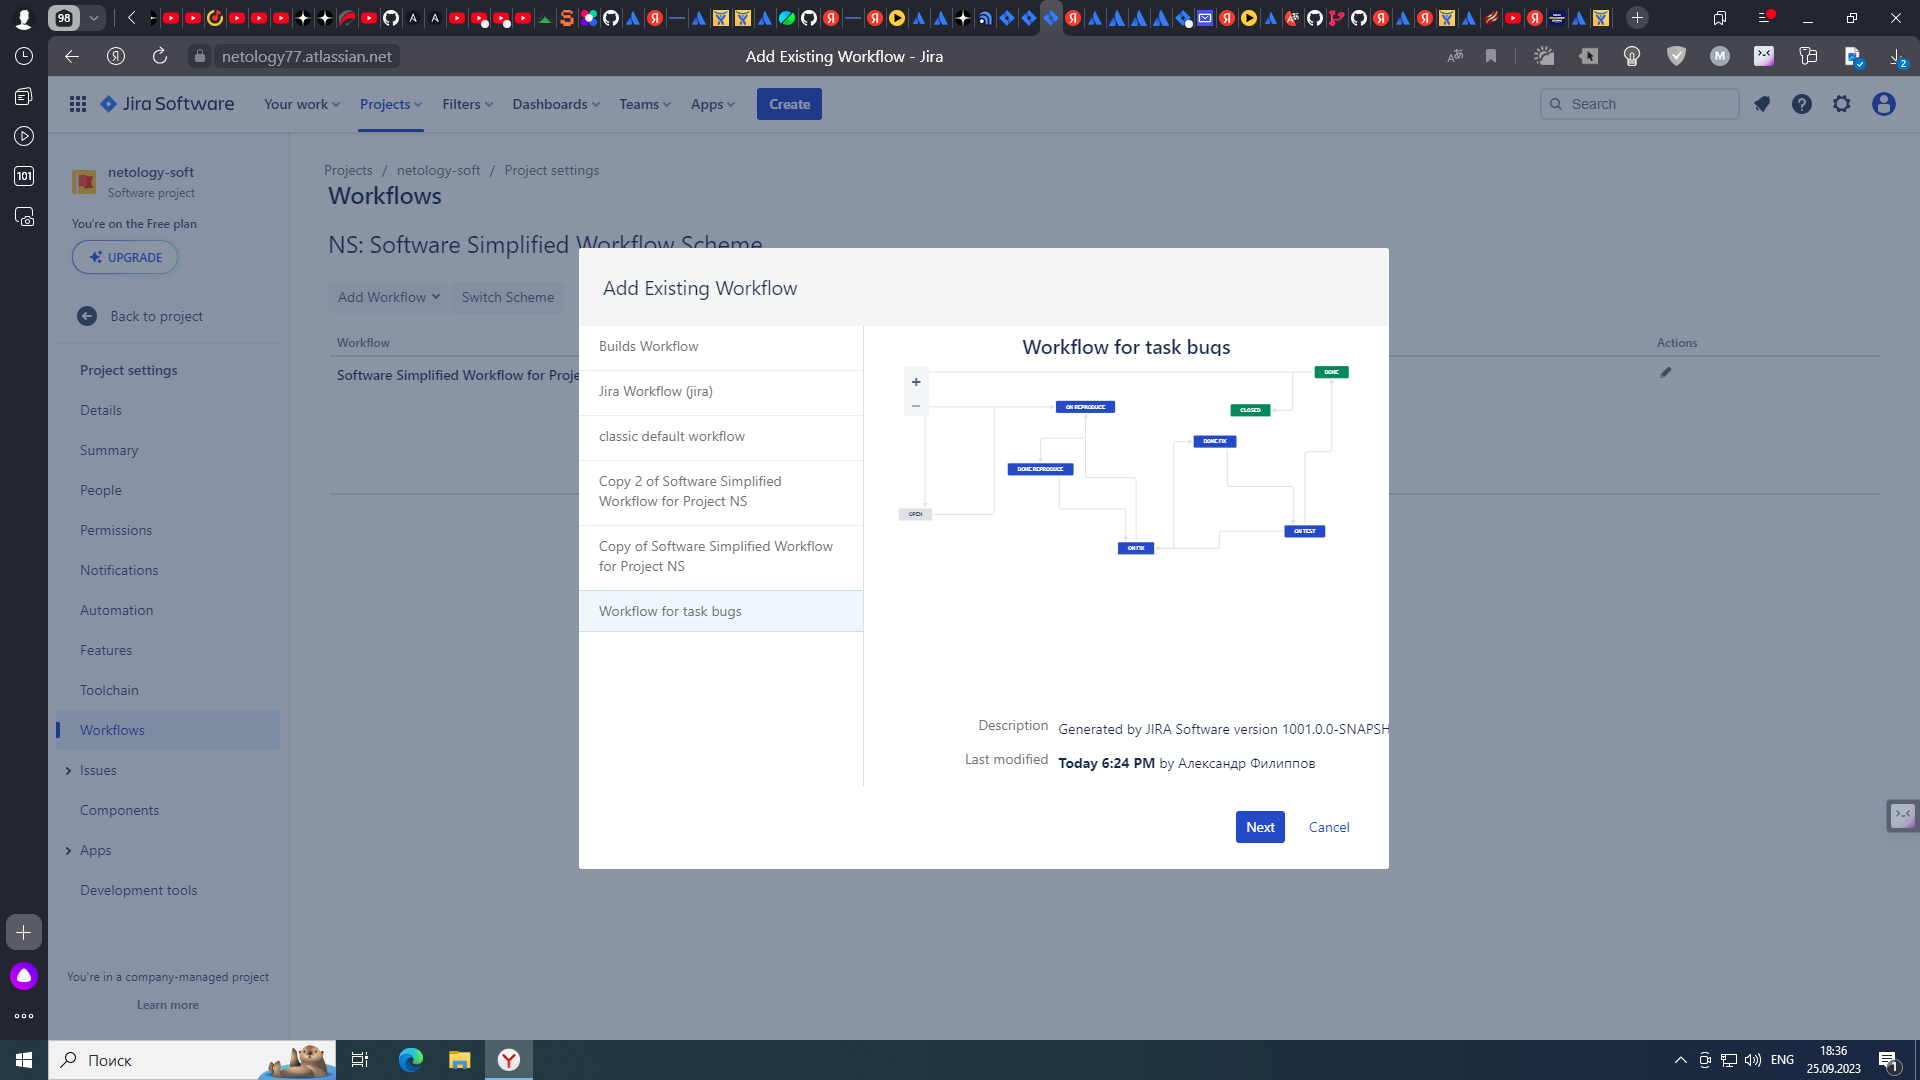 98
netology77.atlassian.net
Add Existing Workflow - Jira
M
2
101
Jira Software
Your work
Projects
Filters
Dashboards
Teams
Apps
Create
Search
netology-soft
Software project
You're on the Free plan
UPGRADE
Back to project
Project settings
Details
Summary
People
Permissions
Notifications
Automation
Features
Toolchain
Workflows
Issues
Components
Apps
Development tools
You're in a company-managed project
Learn more
Projects / netology-soft / Project settings
Workflows
NS: Software Simplified Workflow Scheme
Add Workflow
Switch Scheme
Workflow
Actions
Software Simplified Workflow for Proje
Add Existing Workflow
Builds Workflow
Jira Workflow (jira)
classic default workflow
Copy 2 of Software Simplified
Workflow for Project NS
Copy of Software Simplified Workflow
for Project NS
Workflow for task bugs
Workflow for task bugs
+
−
DONE
ON REPRODUCE
CLOSED
DONE FIX
DONE REPRODUCE
OPEN
ON TEST
ON FIX
Description Generated by JIRA Software version 1001.0.0-SNAPSH
Last modified Today 6:24 PM by Александр Филиппов
Next
Cancel
Поиск
ENG
18:36
25.09.2023
1